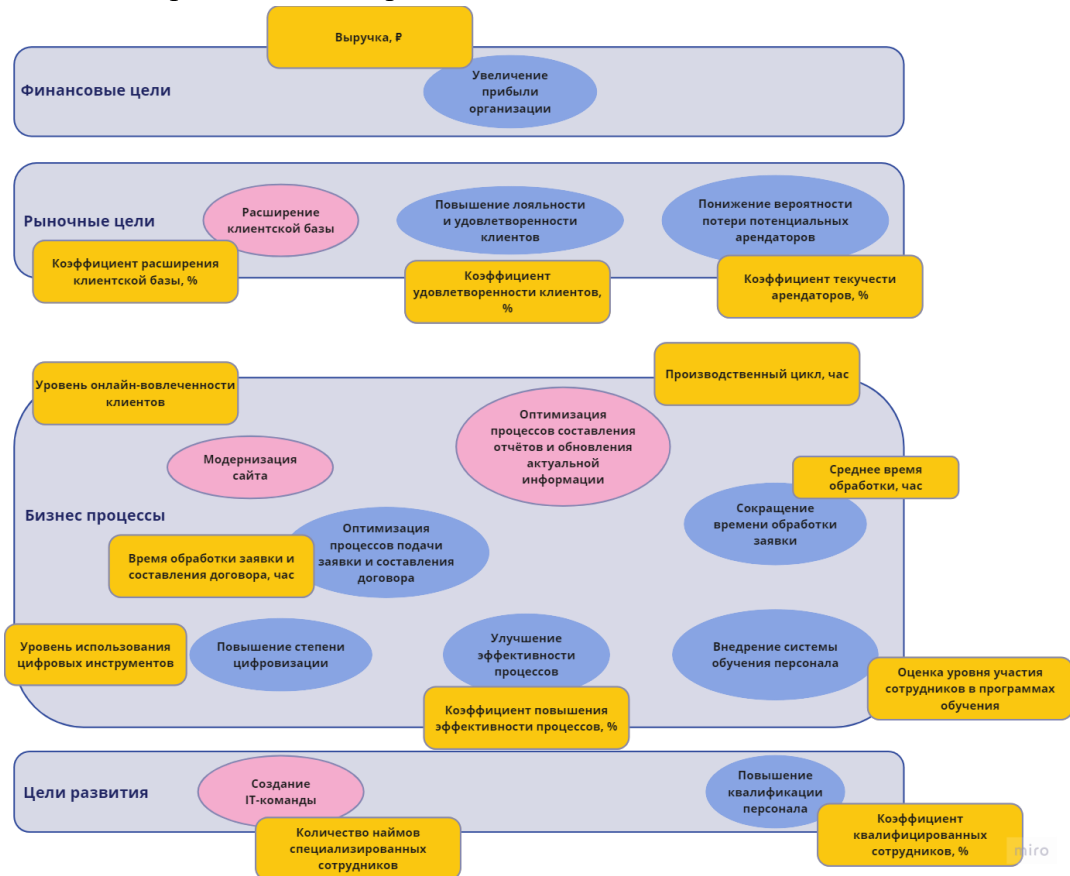 Выручка, ₽
Финансовые цели
Увеличение
прибыли
организации
Рыночные цели
Расширение
клиентской базы
Повышение лояльности
и удовлетворенности
клиентов
Понижение вероятности
потери потенциальных
арендаторов
Коэффициент расширения
клиентской базы, %
Коэффициент
удовлетворенности клиентов,
%
Коэффициент текучести
арендаторов, %
Уровень онлайн-вовлеченности
клиентов
Производственный цикл, час
Оптимизация
процессов составления
отчётов и обновления
актуальной
информации
Модернизация
сайта
Среднее время
обработки, час
Бизнес процессы
Сокращение
времени обработки
заявки
Оптимизация
процессов подачи
заявки и составления
договора
Время обработки заявки и
составления договора, час
Уровень использования
цифровых инструментов
Повышение степени
цифровизации
Улучшение
эффективности
процессов
Внедрение системы
обучения персонала
Оценка уровня участия
сотрудников в программах
обучения
Коэффициент повышения
эффективности процессов, %
Цели развития
Создание
IT-команды
Повышение
квалификации
персонала
Количество наймов
специализированных
сотрудников
Коэффициент
квалифицированных
сотрудников, %
miro